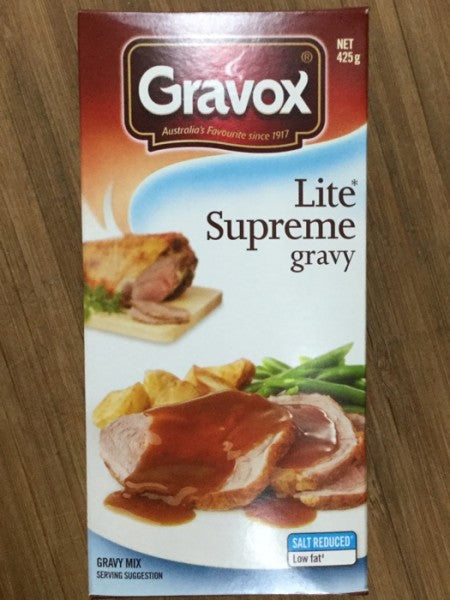 NET
425g
Gravox®
Australia's Favourite since 1917
Lite*
Supreme
gravy
SALT REDUCED*
Low fat‡
GRAVY MIX
SERVING SUGGESTION